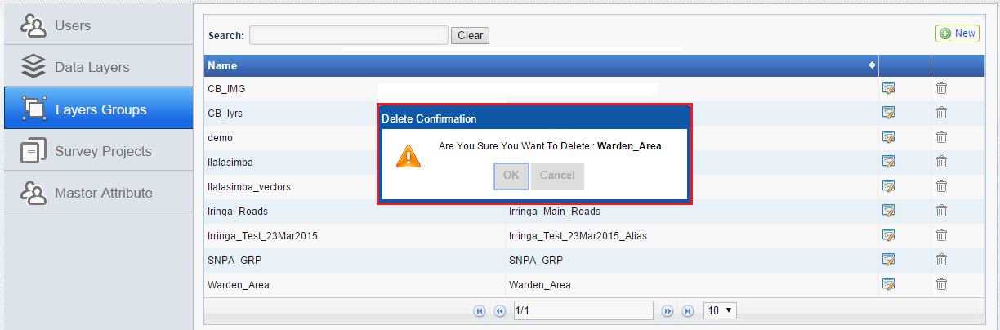 Users
Data Layers
Layers Groups
Survey Projects
Master Attribute
Search: Clear New
Name
CB_IMG
CB_lyrs
demo
Ilalasimba
Ilalasimba_vectors
Delete Confirmation
Are You Sure You Want To Delete : Warden_Area
OK Cancel
Iringa_Roads Irringa_Main_Roads
Irringa_Test_23Mar2015 Irringa_Test_23Mar2015_Alias
SNPA_GRP SNPA_GRP
Warden_Area Warden_Area
1/1 10